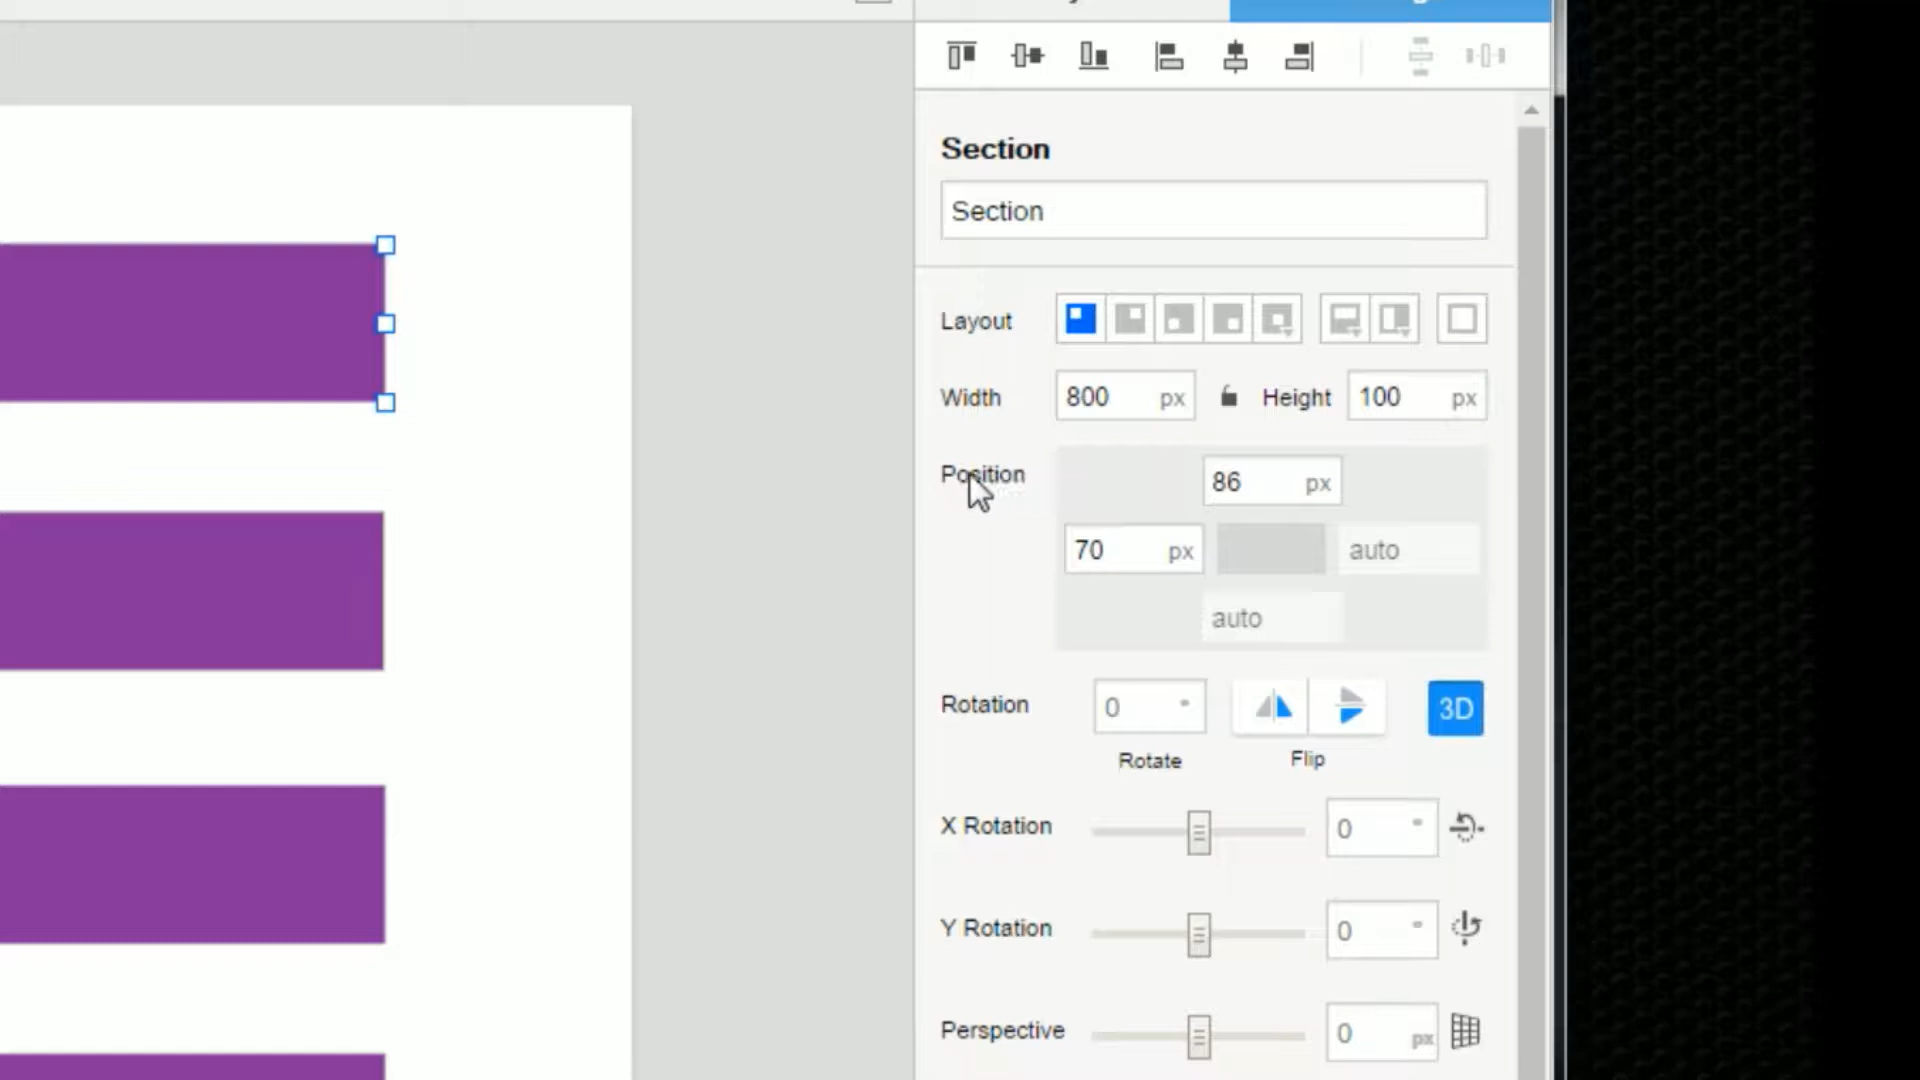 Section
Section
Layout
Width 800 px Height 100 px
Position 86 px
70 px auto
auto
Rotation 0 ° 3D
Rotate Flip
X Rotation 0 °
Y Rotation 0 °
Perspective 0 px